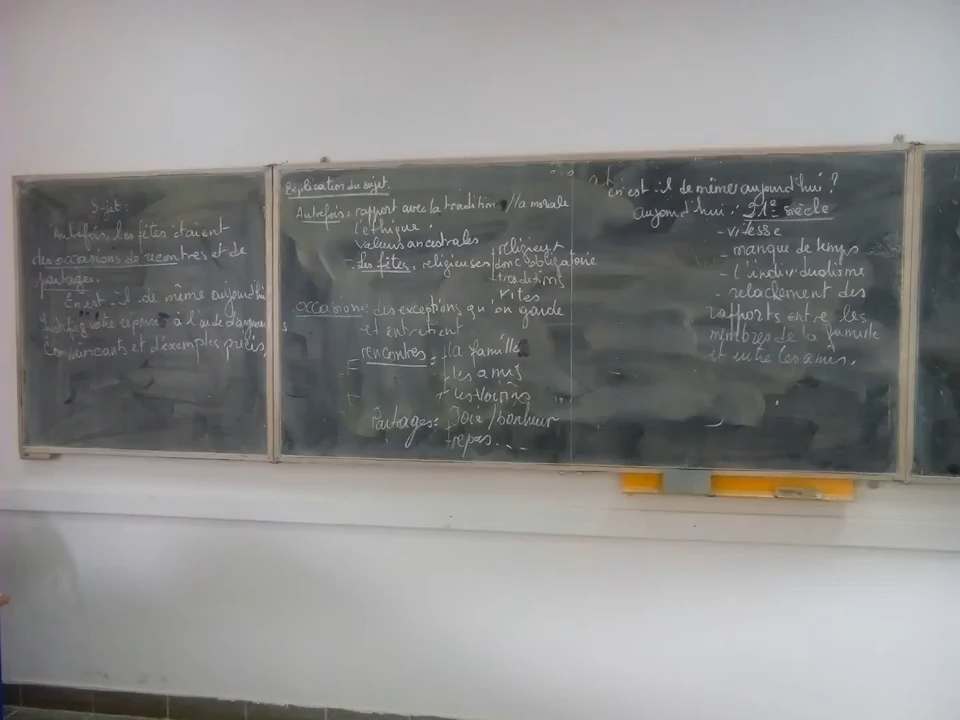 Sujet:
Autrefois, les fêtes étaient
des occasions de rencontres et de
partages.
En est-il de même aujourd'hui
votre réponse à l'aide d'arguments
convaincants et d'exemples précis,
Explication du sujet.
Autrefois: rapport avec la tradition //la morale
l'éthique.
valeurs ancestrales
- Les fêtes, religieuses
religieux
donc obligatoire
traditions
vites
occasions: des exceptions qu'on garde
et entretient
rencontres: - la famille
+ les amis
+ les voisins
Partages: Joie/bonheur
+ repas...
En est-il de même aujourd'hui?
aujourd'hui: 21e siècle
- vitesse
- manque de temps
- l'individualisme
- relachement des
rapports entre les
membres de la famille
et entre les amis.